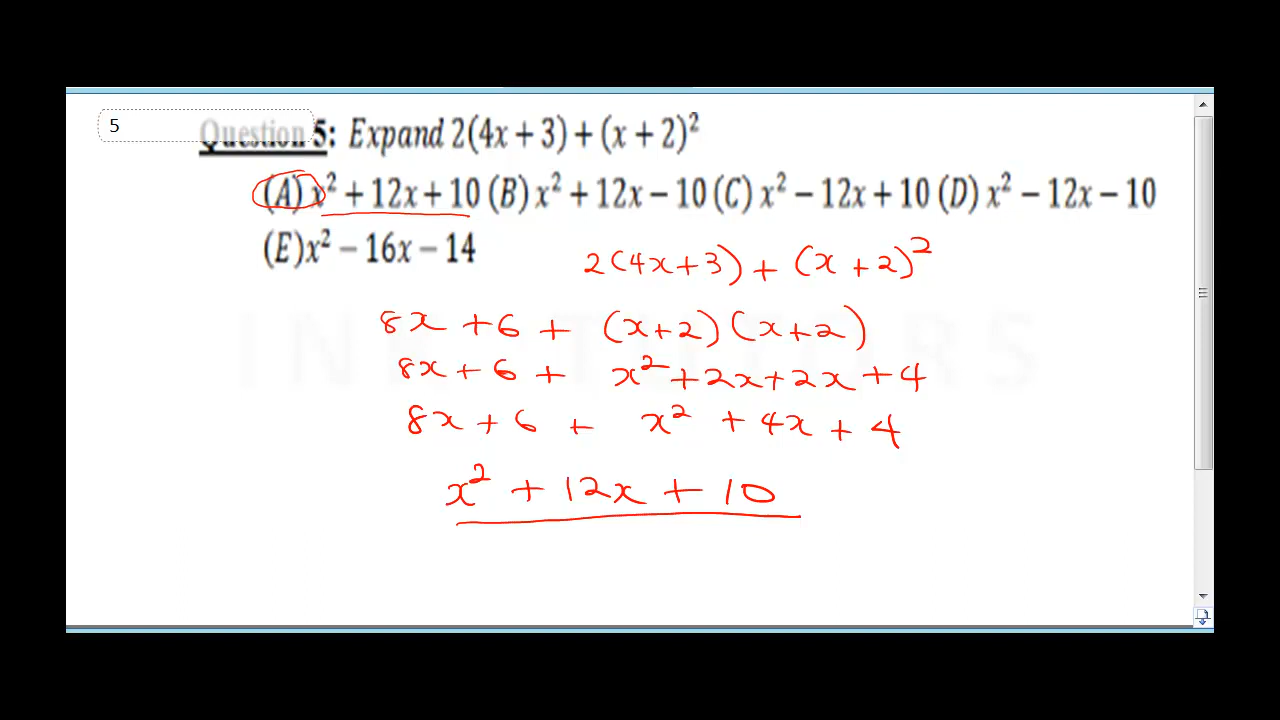 5
Question 5: Expand 2(4x + 3) + (x + 2)²
(A) x² + 12x + 10 (B) x² + 12x − 10 (C) x² − 12x + 10 (D) x² − 12x − 10
(E) x² − 16x − 14
2(4x+3) + (x+2)²
8x + 6 + (x+2)(x+2)
8x + 6 + x² + 2x + 2x + 4
8x + 6 + x² + 4x + 4
x² + 12x + 10